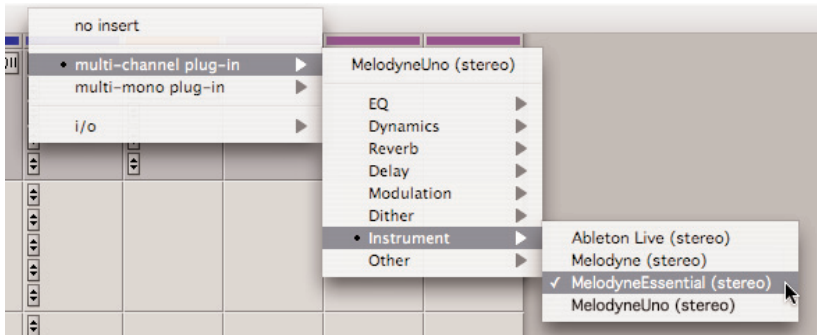 no insert
multi-channel plug-in
multi-mono plug-in
i/o
MelodyneUno (stereo)
EQ
Dynamics
Reverb
Delay
Modulation
Dither
Instrument
Other
Ableton Live (stereo)
Melodyne (stereo)
✓ MelodyneEssential (stereo)
MelodyneUno (stereo)